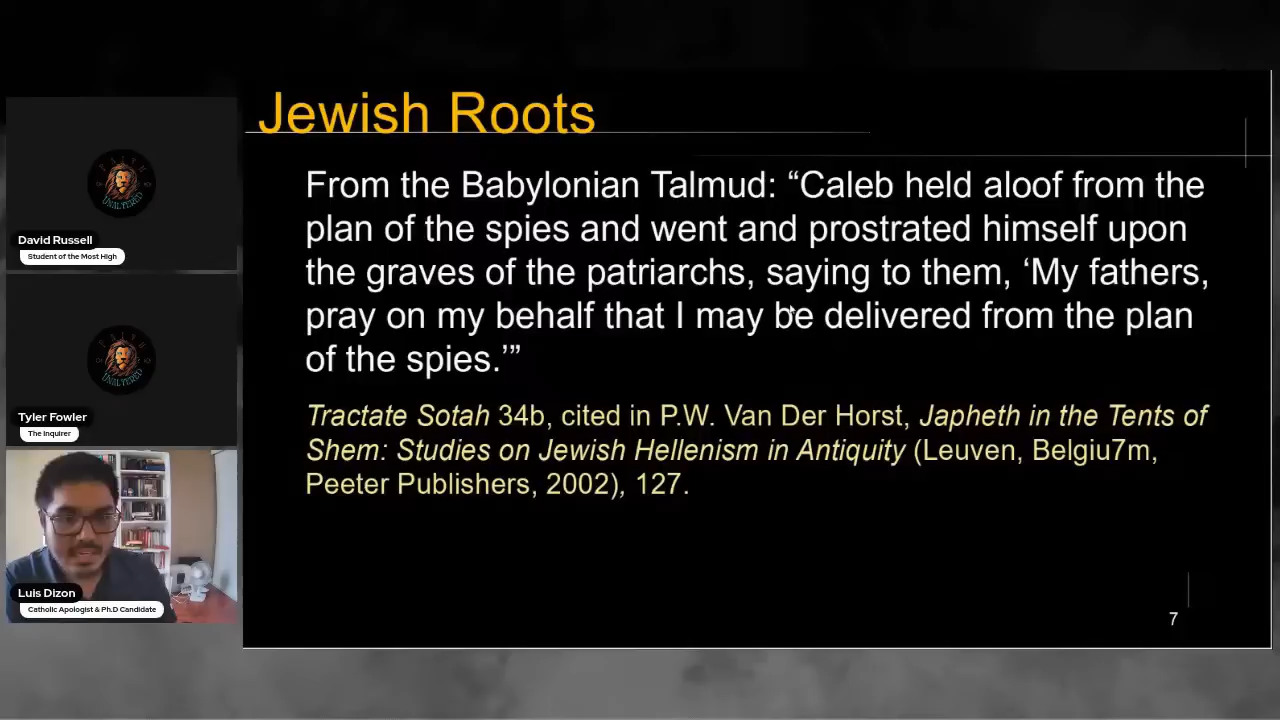 Jewish Roots
From the Babylonian Talmud: “Caleb held aloof from the
plan of the spies and went and prostrated himself upon
the graves of the patriarchs, saying to them, ‘My fathers,
pray on my behalf that I may be delivered from the plan
of the spies.’”
Tractate Sotah 34b, cited in P.W. Van Der Horst, Japheth in the Tents of
Shem: Studies on Jewish Hellenism in Antiquity (Leuven, Belgiu7m,
Peeter Publishers, 2002), 127.
7
UNALTERED
David Russell
Student of the Most High
UNALTERED
Tyler Fowler
The Inquirer
Luis Dizon
Catholic Apologist & Ph.D Candidate